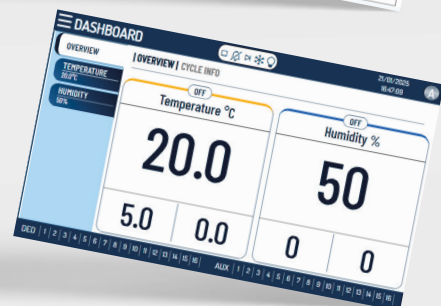 DASHBOARD
21/01/2025
16:47:09
A
OVERVIEW
| OVERVIEW | CYCLE INFO
TEMPERATURE
20.0°C
HUMIDITY
50%
OFF
Temperature °C
20.0
5.0 0.0
OFF
Humidity %
50
0 0
DED 1 2 3 4 5 6 7 8 9 10 11 12 13 14 15 16 AUX 1 2 3 4 5 6 7 8 9 10 11 12 13 14 15 16